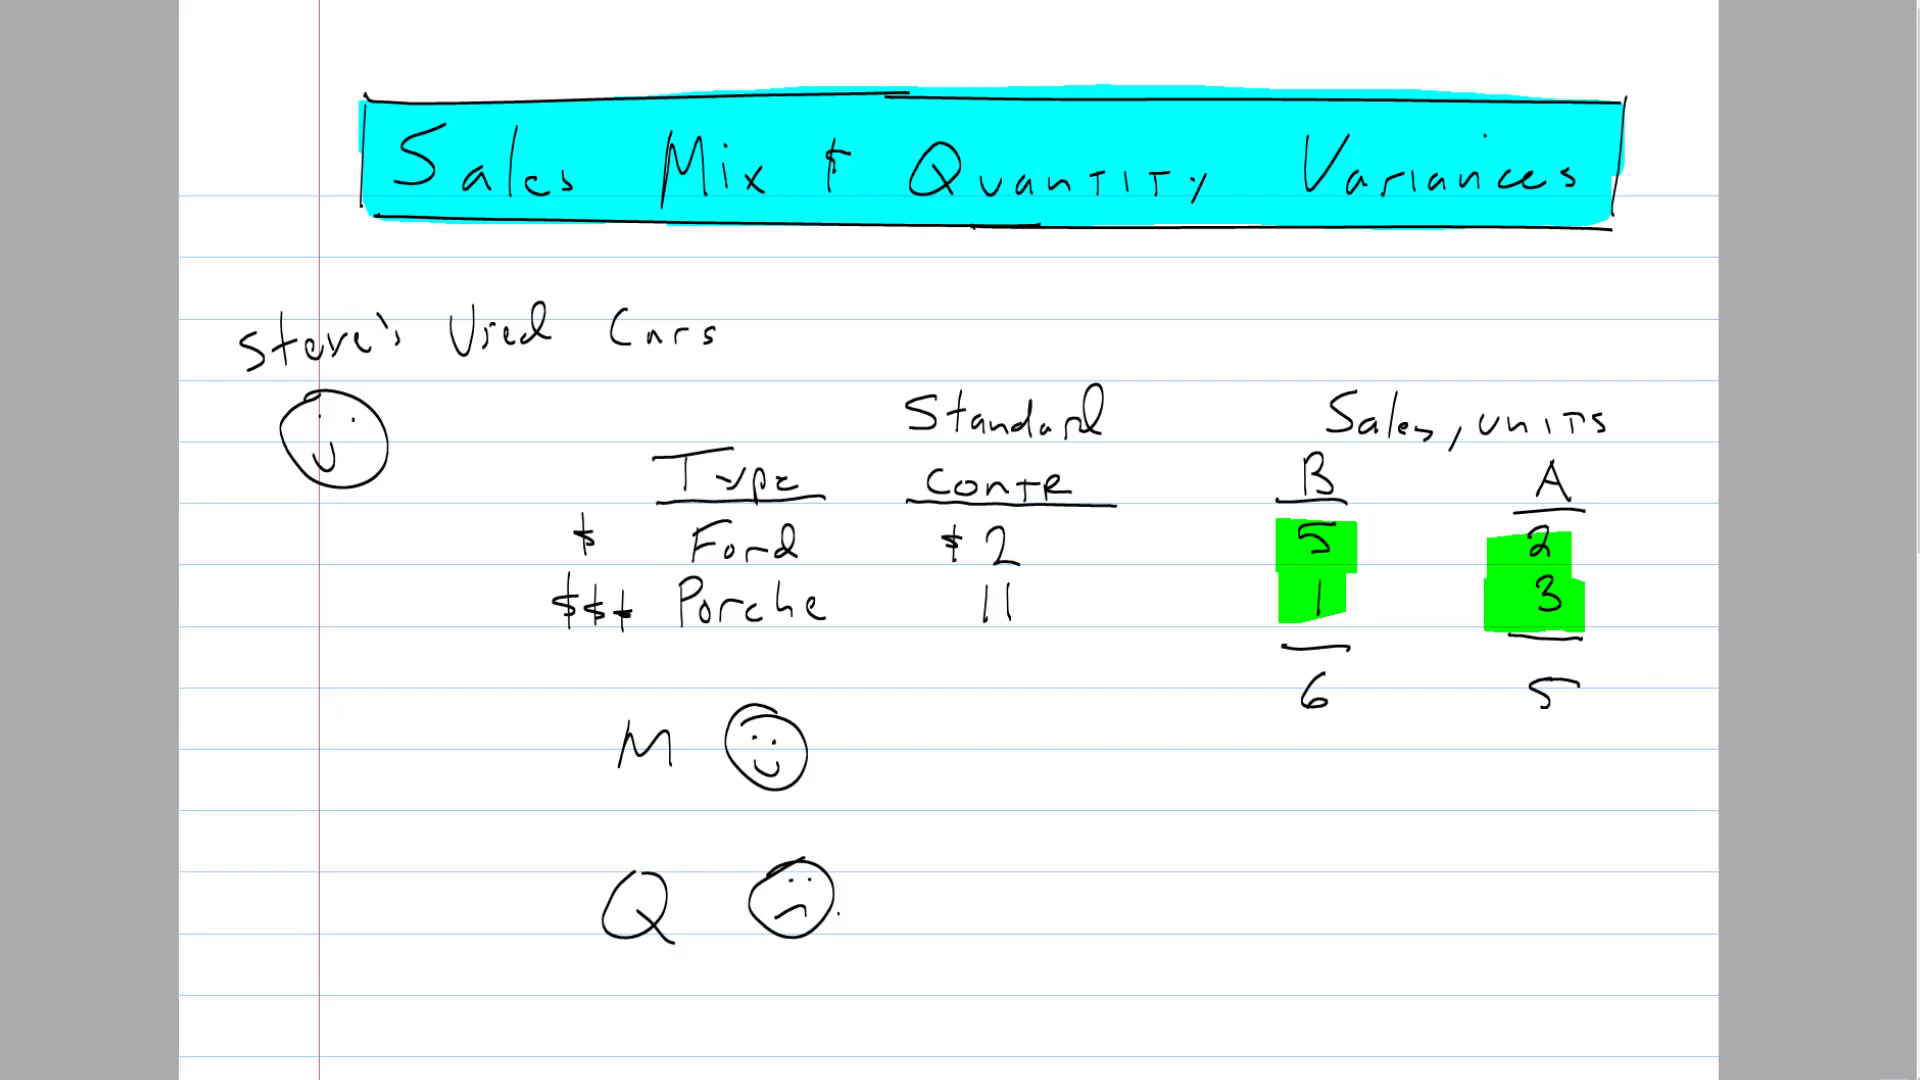 Sales Mix & Quantity Variances
Steve's Used Cars
Standard Sales, units
Type Contr B A
$ Ford $ 2 5 2
$$$ Porche 11 1 3
6 5
M
Q